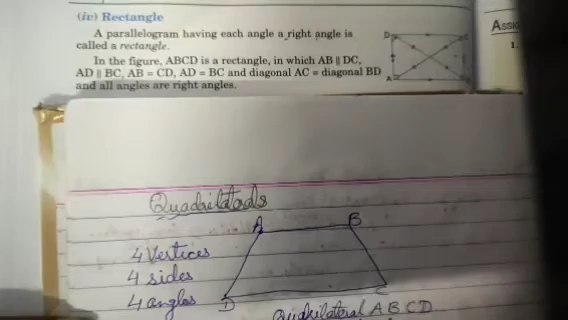 (iv) Rectangle
A parallelogram having each angle a right angle is
called a rectangle.
In the figure, ABCD is a rectangle, in which AB || DC,
AD || BC, AB = CD, AD = BC and diagonal AC = diagonal BD
and all angles are right angles.
D C
A
ASSIG
1.
Quadrilaterals
A B
4 Vertices
4 sides
4 angles
D C
Quadrilateral A B C D